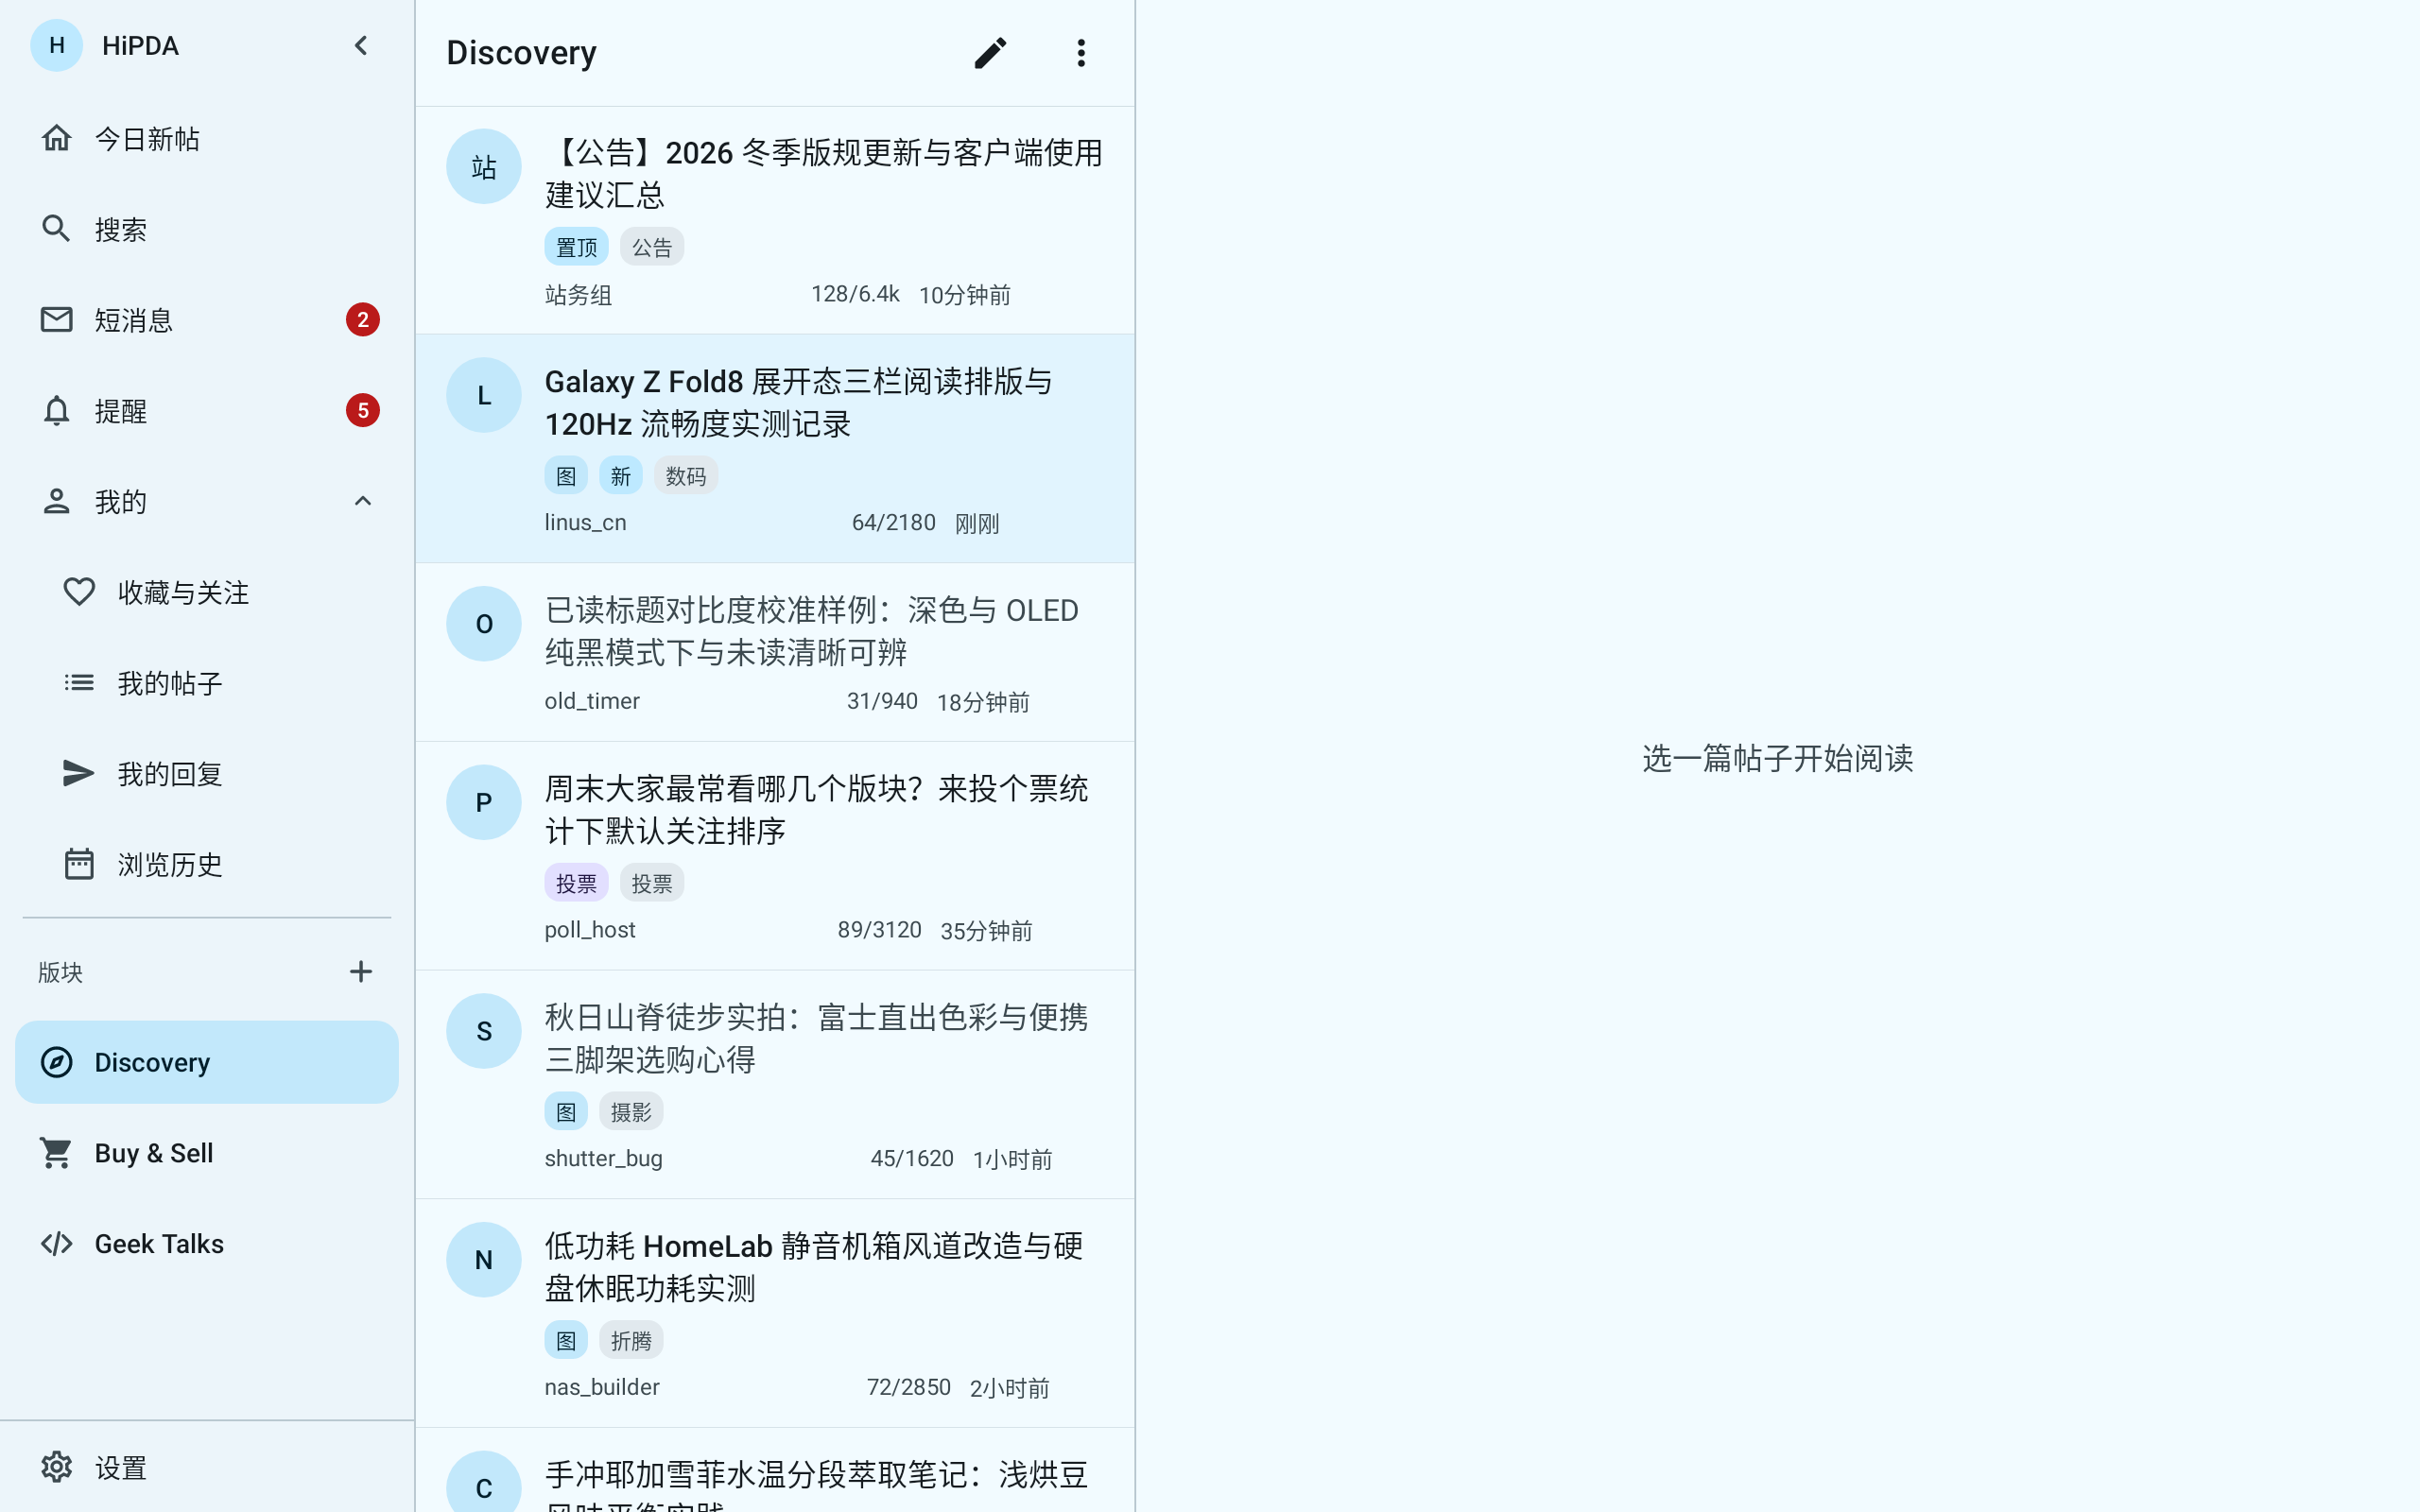 H
HiPDA
今日新帖
搜索
短消息
2
提醒
5
我的
收藏与关注
我的帖子
我的回复
浏览历史
版块
Discovery
Buy & Sell
Geek Talks
设置
Discovery
站
【公告】2026 冬季版规更新与客户端使用
建议汇总
置顶 公告
站务组 128/6.4k 10分钟前
L
Galaxy Z Fold8 展开态三栏阅读排版与
120Hz 流畅度实测记录
图 新 数码
linus_cn 64/2180 刚刚
O
已读标题对比度校准样例：深色与 OLED
纯黑模式下与未读清晰可辨
old_timer 31/940 18分钟前
P
周末大家最常看哪几个版块？来投个票统
计下默认关注排序
投票 投票
poll_host 89/3120 35分钟前
S
秋日山脊徒步实拍：富士直出色彩与便携
三脚架选购心得
图 摄影
shutter_bug 45/1620 1小时前
N
低功耗 HomeLab 静音机箱风道改造与硬
盘休眠功耗实测
图 折腾
nas_builder 72/2850 2小时前
C
手冲耶加雪菲水温分段萃取笔记：浅烘豆
选一篇帖子开始阅读